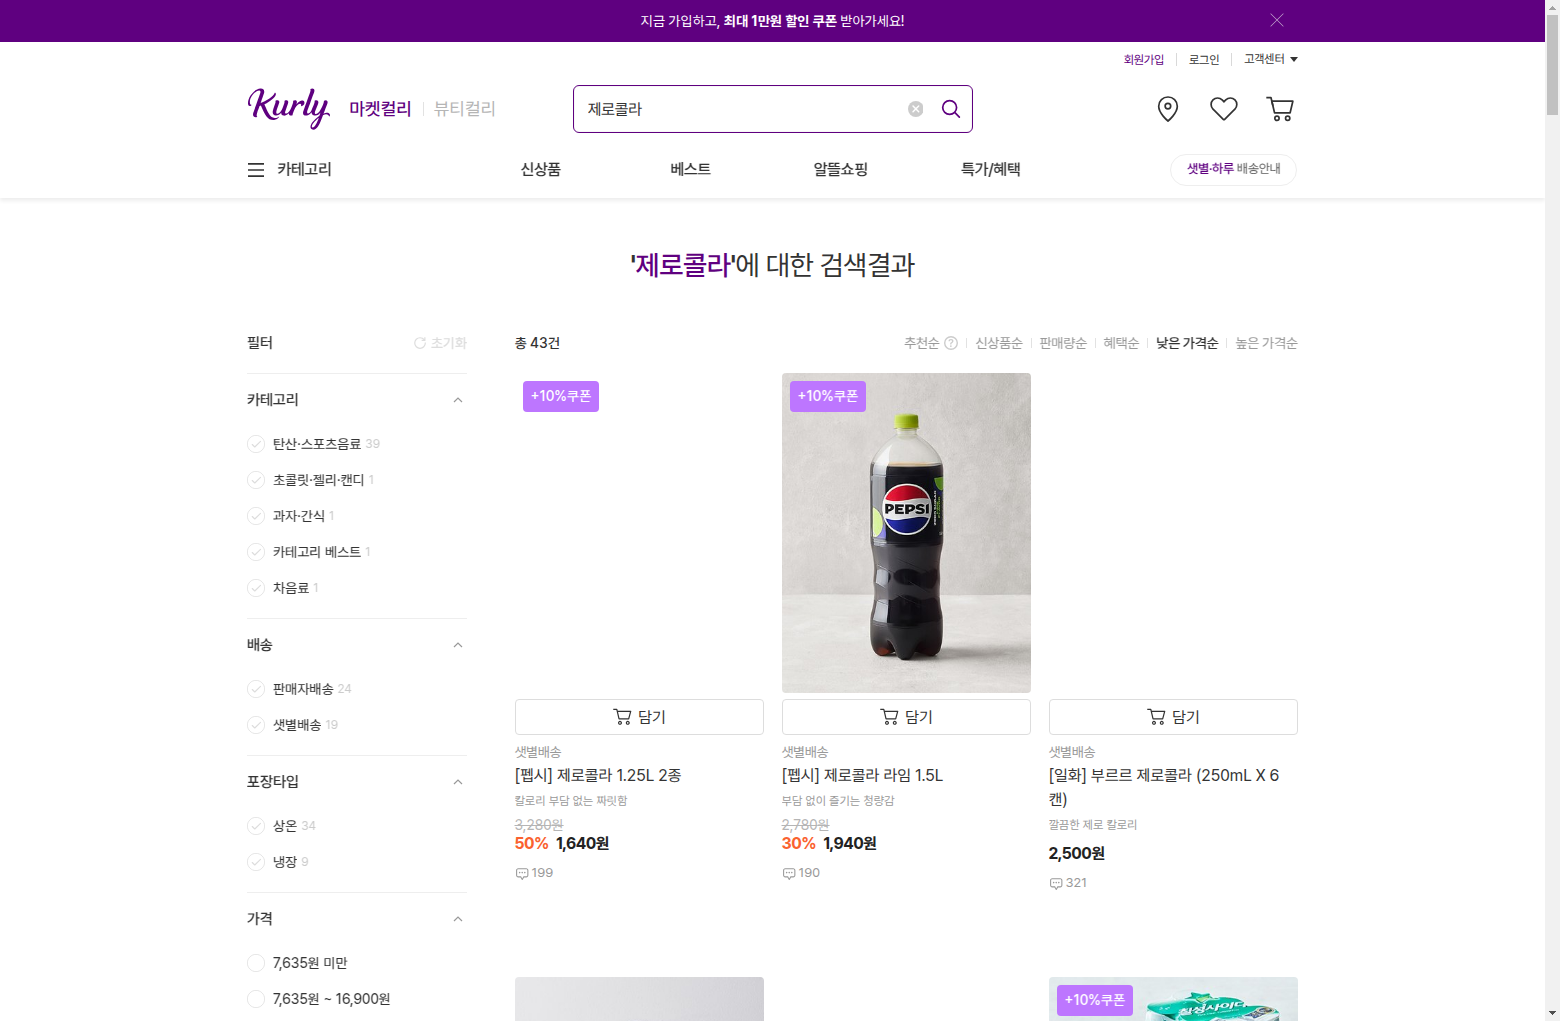 지금 가입하고, 최대 1만원 할인 쿠폰 받아가세요!
회원가입 로그인 고객센터
Kurly 마켓컬리 뷰티컬리
제로콜라
카테고리 신상품 베스트 알뜰쇼핑 특가/혜택 샛별·하루 배송안내
'제로콜라'에 대한 검색결과
필터 초기화
총 43건 추천순 신상품순 판매량순 혜택순 낮은 가격순 높은 가격순
카테고리
탄산·스포츠음료 39
초콜릿·젤리·캔디 1
과자·간식 1
카테고리 베스트 1
차음료 1
배송
판매자배송 24
샛별배송 19
포장타입
상온 34
냉장 9
가격
7,635원 미만
7,635원 ~ 16,900원
+10%쿠폰
담기
샛별배송
[펩시] 제로콜라 1.25L 2종
칼로리 부담 없는 짜릿함
3,280원
50% 1,640원
199
+10%쿠폰
PEPSI
담기
샛별배송
[펩시] 제로콜라 라임 1.5L
부담 없이 즐기는 청량감
2,780원
30% 1,940원
190
담기
샛별배송
[일화] 부르르 제로콜라 (250mL X 6
캔)
깔끔한 제로 칼로리
2,500원
321
+10%쿠폰
칠성사이다